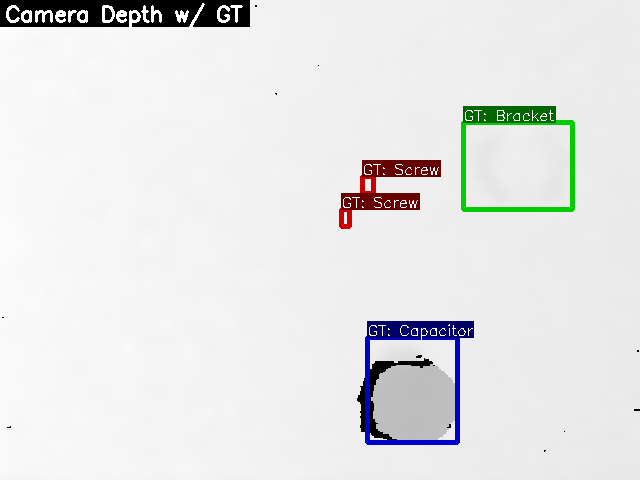 Camera Depth w/ GT
GT: Bracket
GT: Screw
GT: Screw
GT: Capacitor